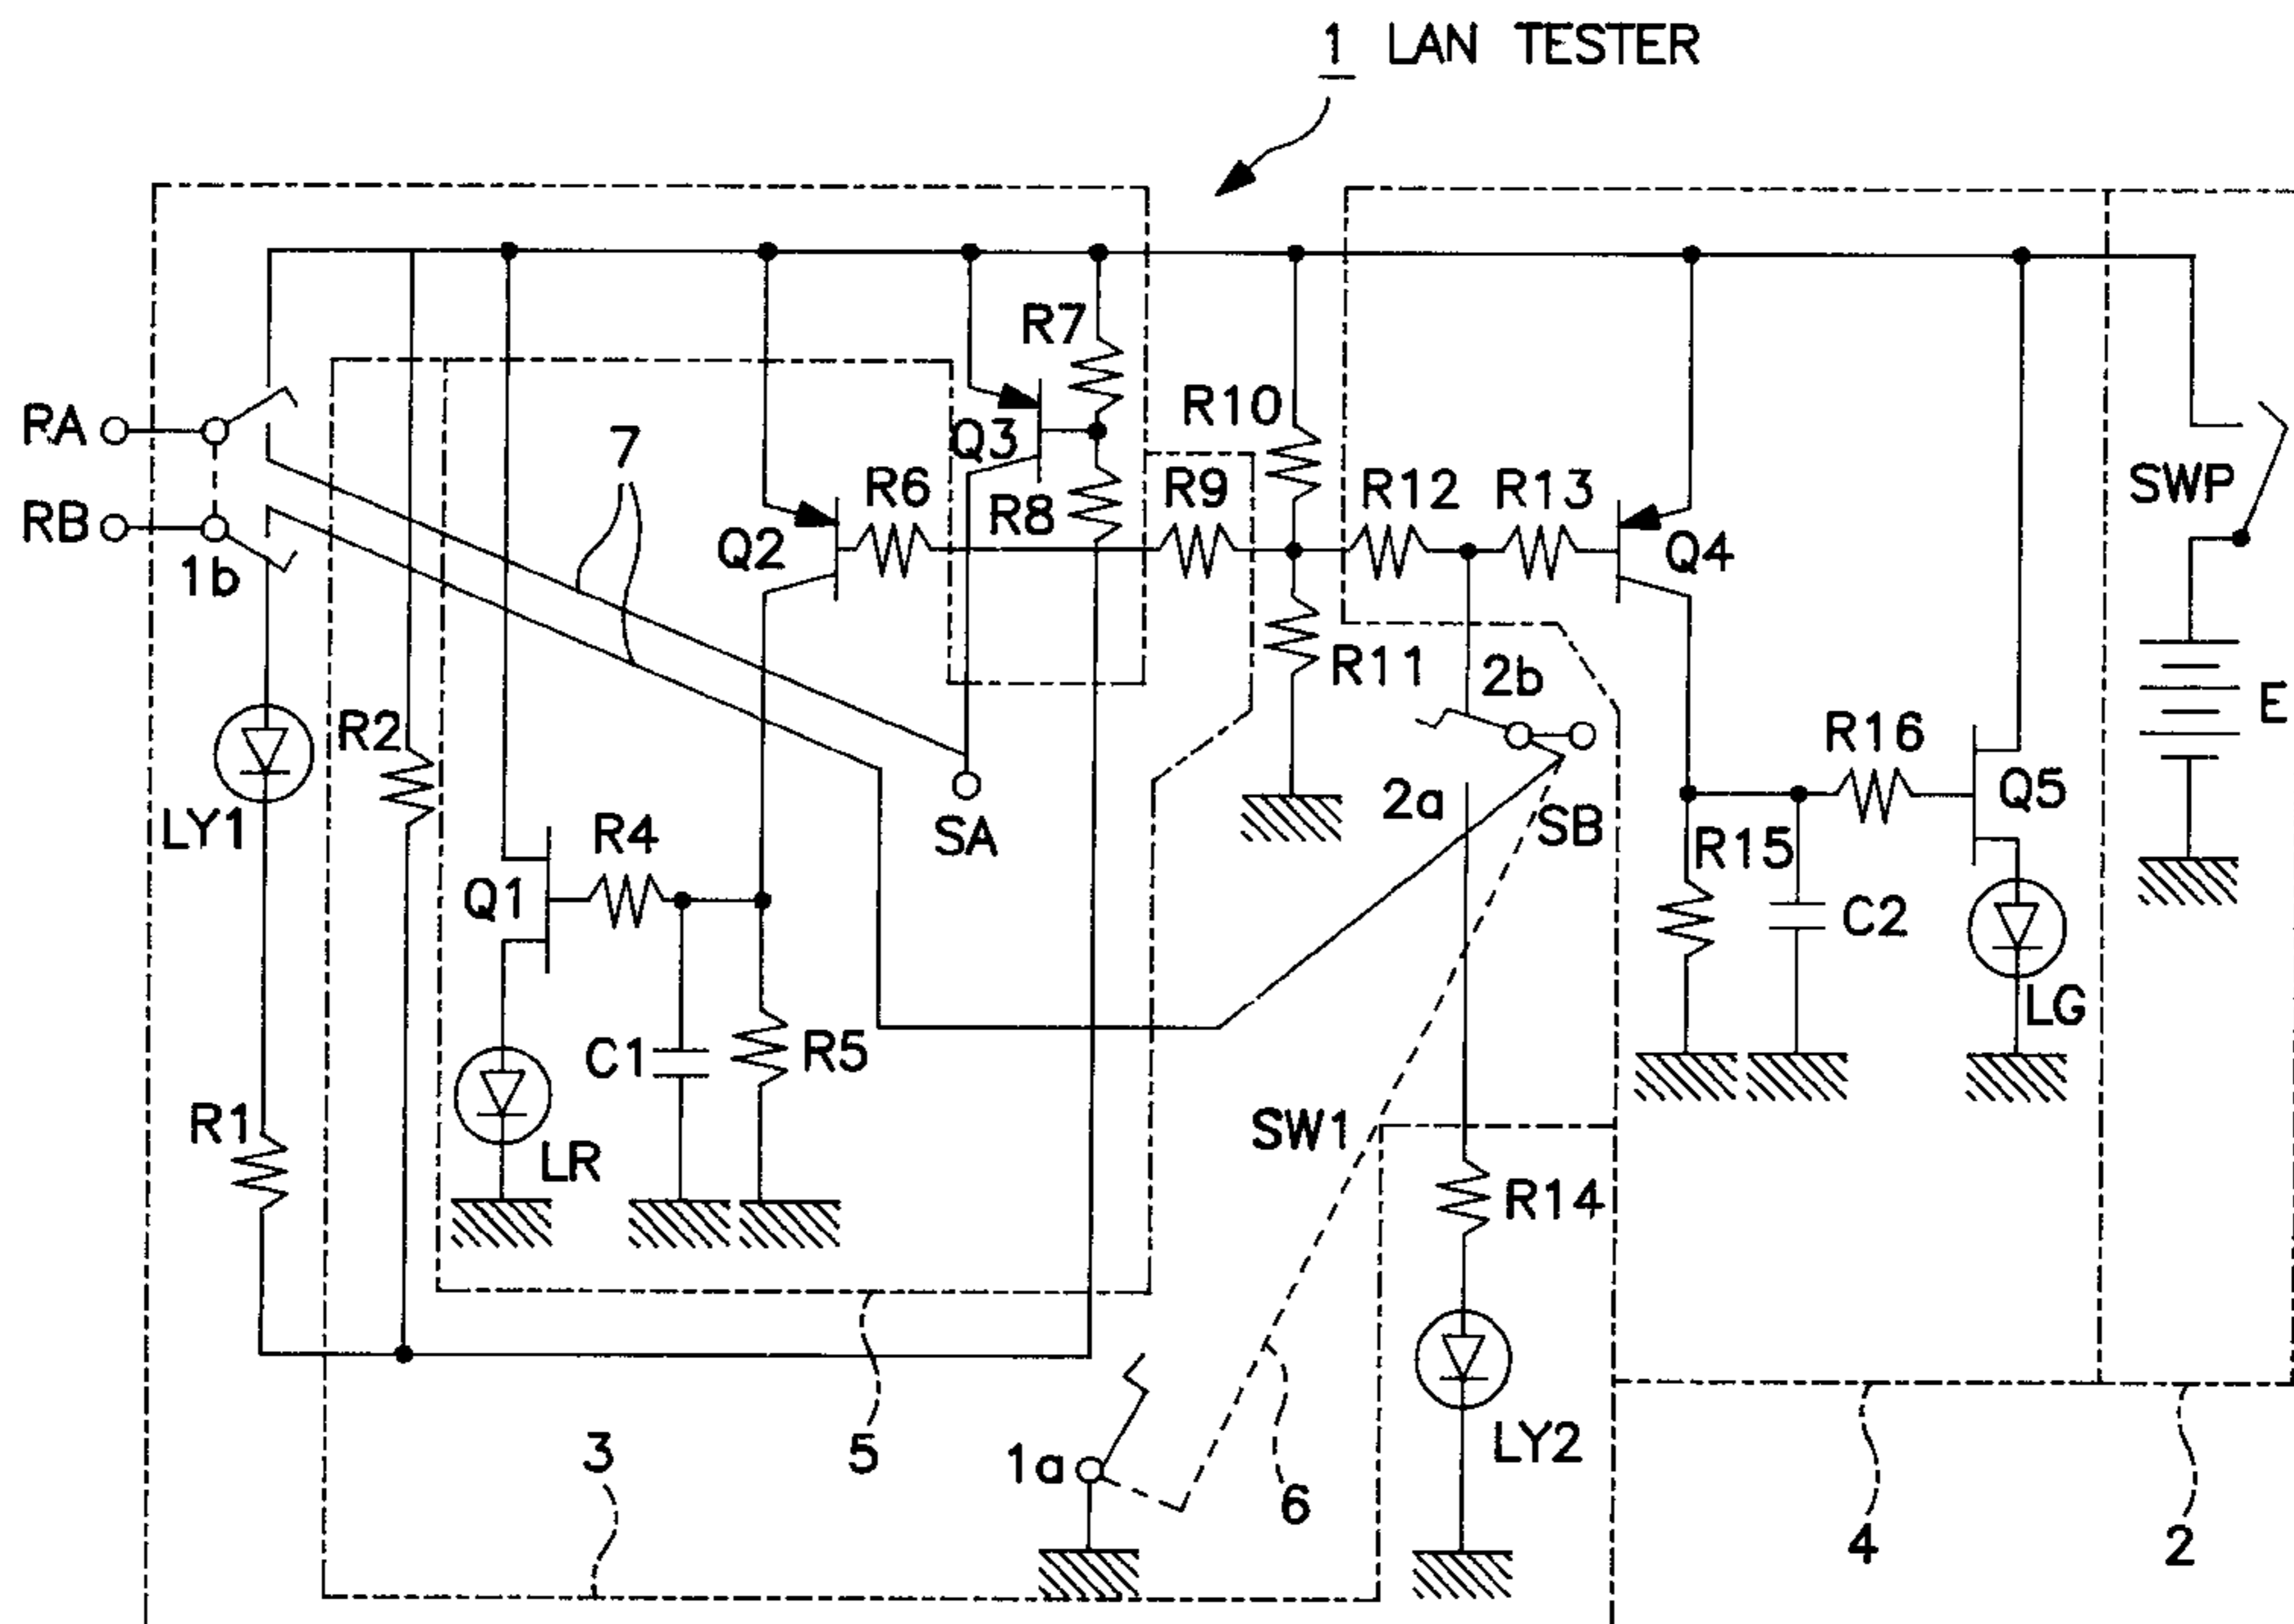 1 LAN TESTER
RA
RB
1b
7
R7
Q3
R10
R6
R8
R9
R12
R13
Q2
Q4
SWP
R2
R11
2b
E
LY1
SA
2a
SB
R16
Q5
R4
Q1
R15
C2
C1
R5
LG
R1
LR
SW1
R14
3
5
1a
6
LY2
4
2